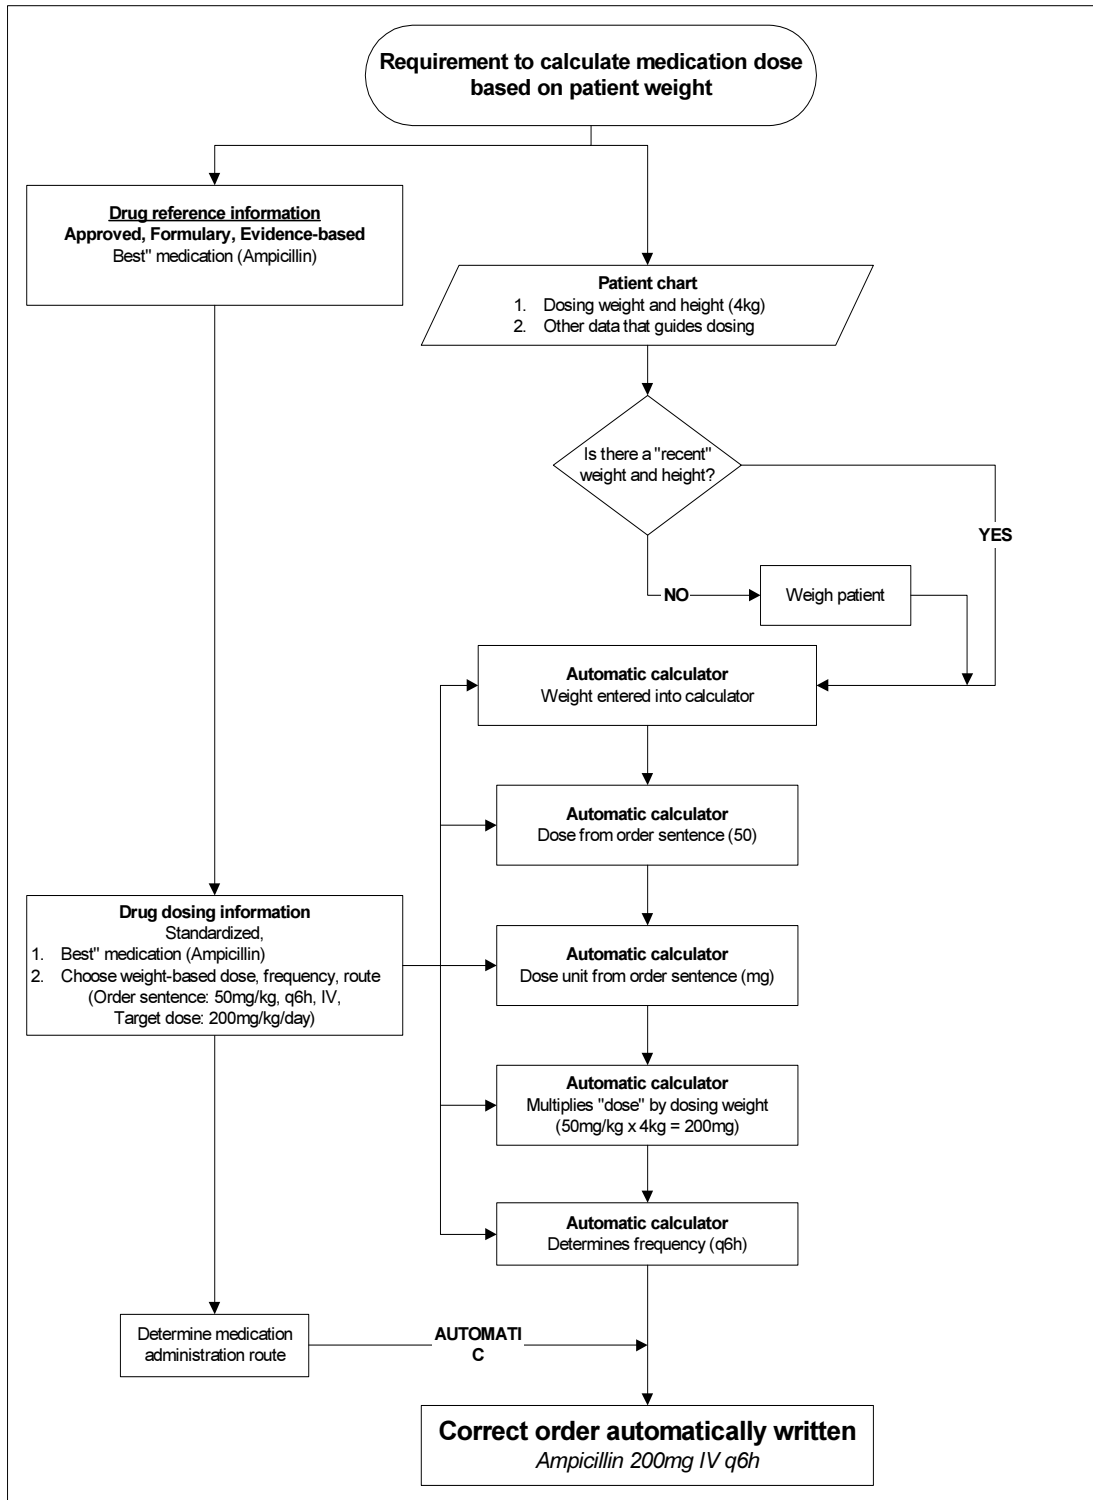 Requirement to calculate medication dose
based on patient weight
Drug reference information
Approved, Formulary, Evidence-based
Best" medication (Ampicillin)
Patient chart
1. Dosing weight and height (4kg)
2. Other data that guides dosing
Is there a "recent"
weight and height?
YES
NO
Weigh patient
Automatic calculator
Weight entered into calculator
Automatic calculator
Dose from order sentence (50)
Drug dosing information
Standardized,
1. Best" medication (Ampicillin)
2. Choose weight-based dose, frequency, route
(Order sentence: 50mg/kg, q6h, IV,
Target dose: 200mg/kg/day)
Automatic calculator
Dose unit from order sentence (mg)
Automatic calculator
Multiplies "dose" by dosing weight
(50mg/kg x 4kg = 200mg)
Automatic calculator
Determines frequency (q6h)
Determine medication
administration route
AUTOMATI
C
Correct order automatically written
Ampicillin 200mg IV q6h